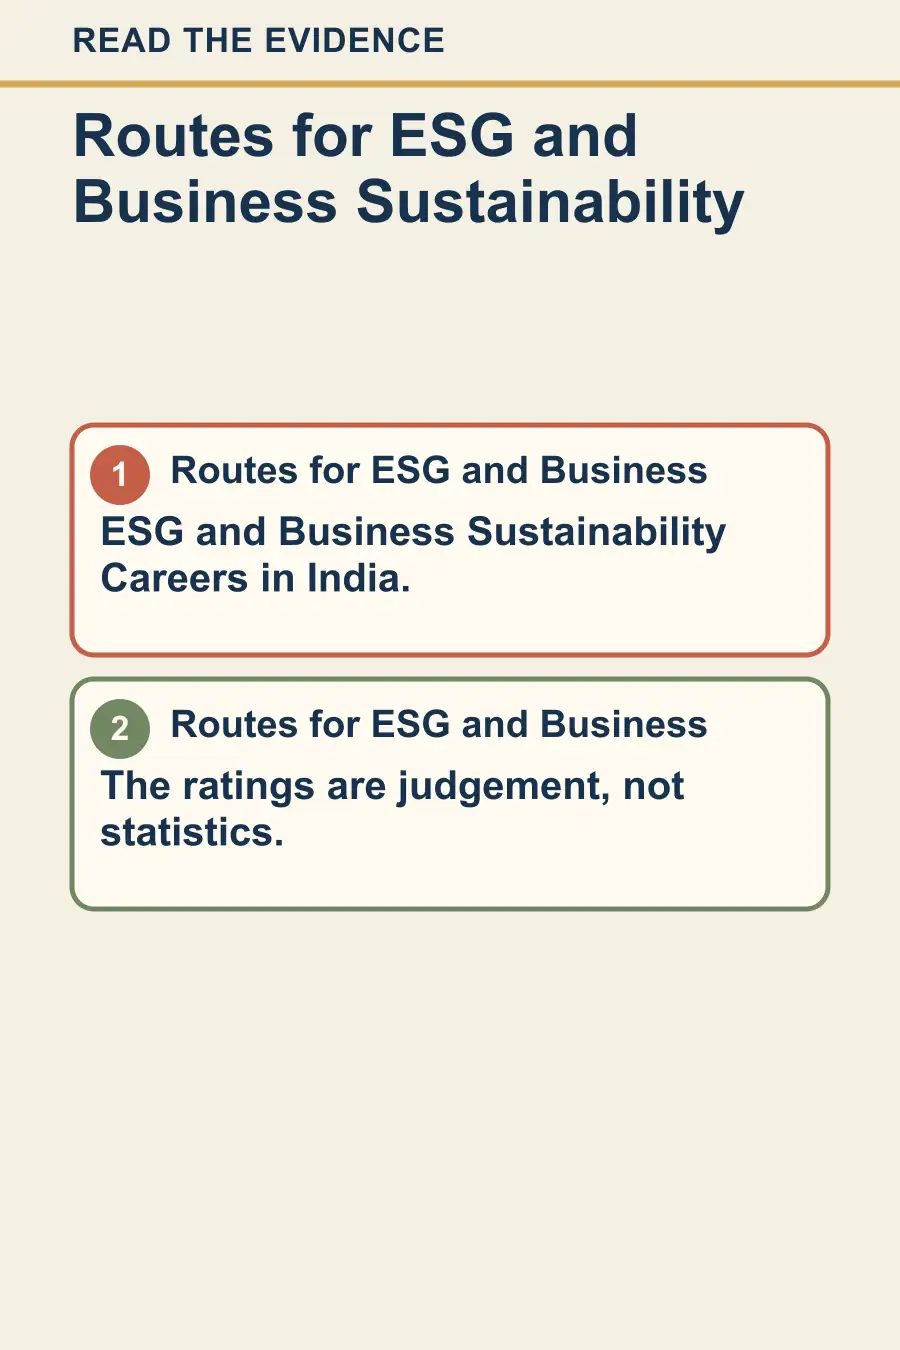 READ THE EVIDENCE
Routes for ESG and
Business Sustainability
1 Routes for ESG and Business
ESG and Business Sustainability
Careers in India.
2 Routes for ESG and Business
The ratings are judgement, not
statistics.